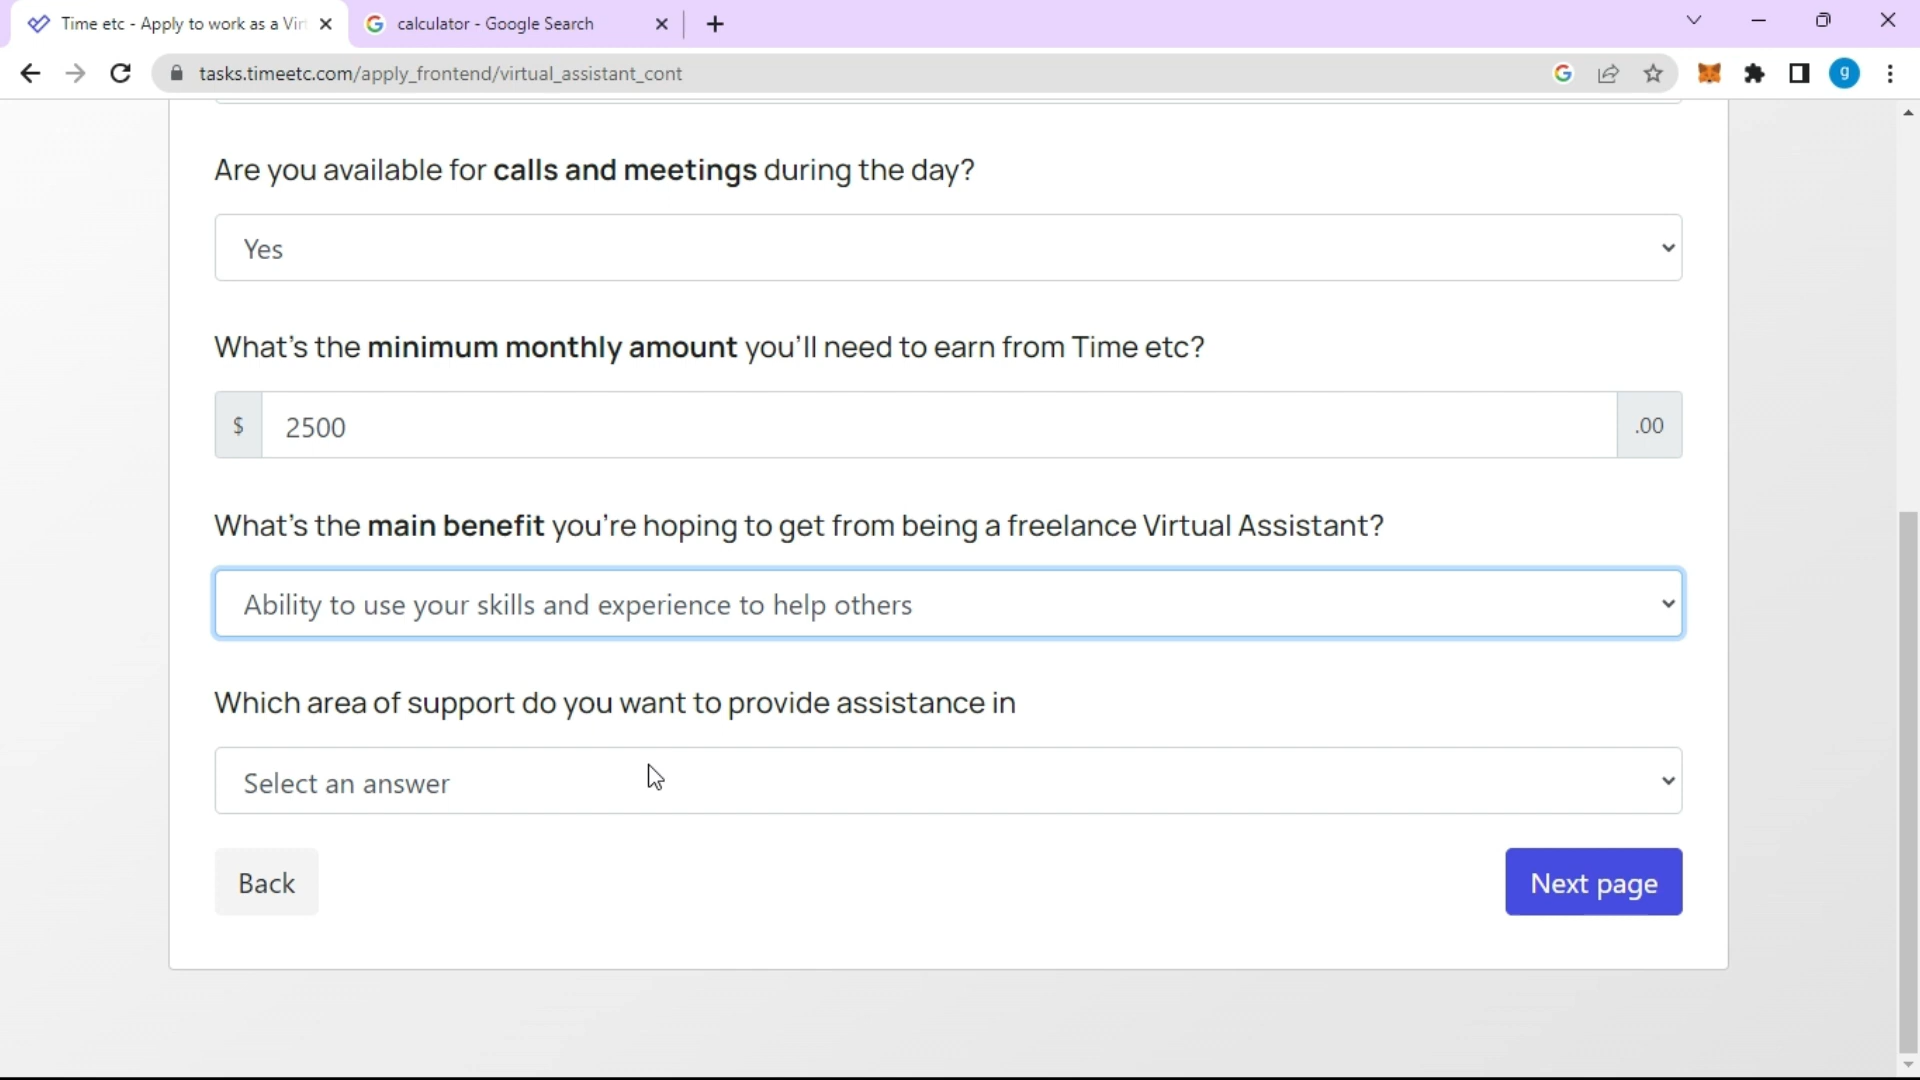 Time etc - Apply to work as a Vir
calculator - Google Search
tasks.timeetc.com/apply_frontend/virtual_assistant_cont
g
Are you available for calls and meetings during the day?
Yes
What's the minimum monthly amount you'll need to earn from Time etc?
$ 2500 .00
What's the main benefit you're hoping to get from being a freelance Virtual Assistant?
Ability to use your skills and experience to help others
Which area of support do you want to provide assistance in
Select an answer
Back
Next page